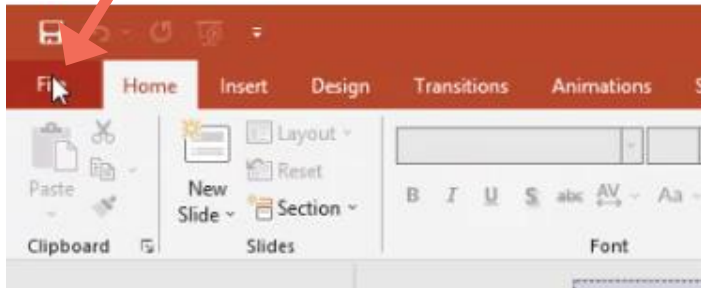 File Home Insert Design Transitions Animations S
Layout
Reset
Paste New Slide Section
B I U S abc AV Aa
Clipboard Slides Font